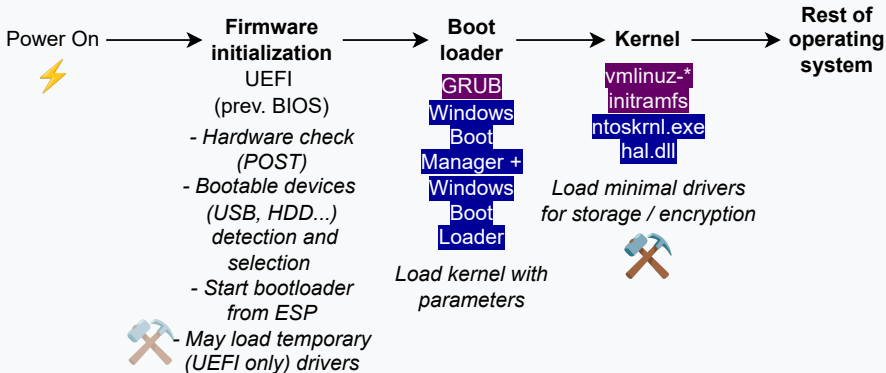 Power On
Firmware
initialization
UEFI
(prev. BIOS)
- Hardware check
(POST)
- Bootable devices
(USB, HDD...)
detection and
selection
- Start bootloader
from ESP
- May load temporary
(UEFI only) drivers
Boot
loader
GRUB
Windows
Boot
Manager +
Windows
Boot
Loader
Load kernel with
parameters
Kernel
vmlinuz-*
initramfs
ntoskrnl.exe
hal.dll
Load minimal drivers
for storage / encryption
Rest of
operating
system